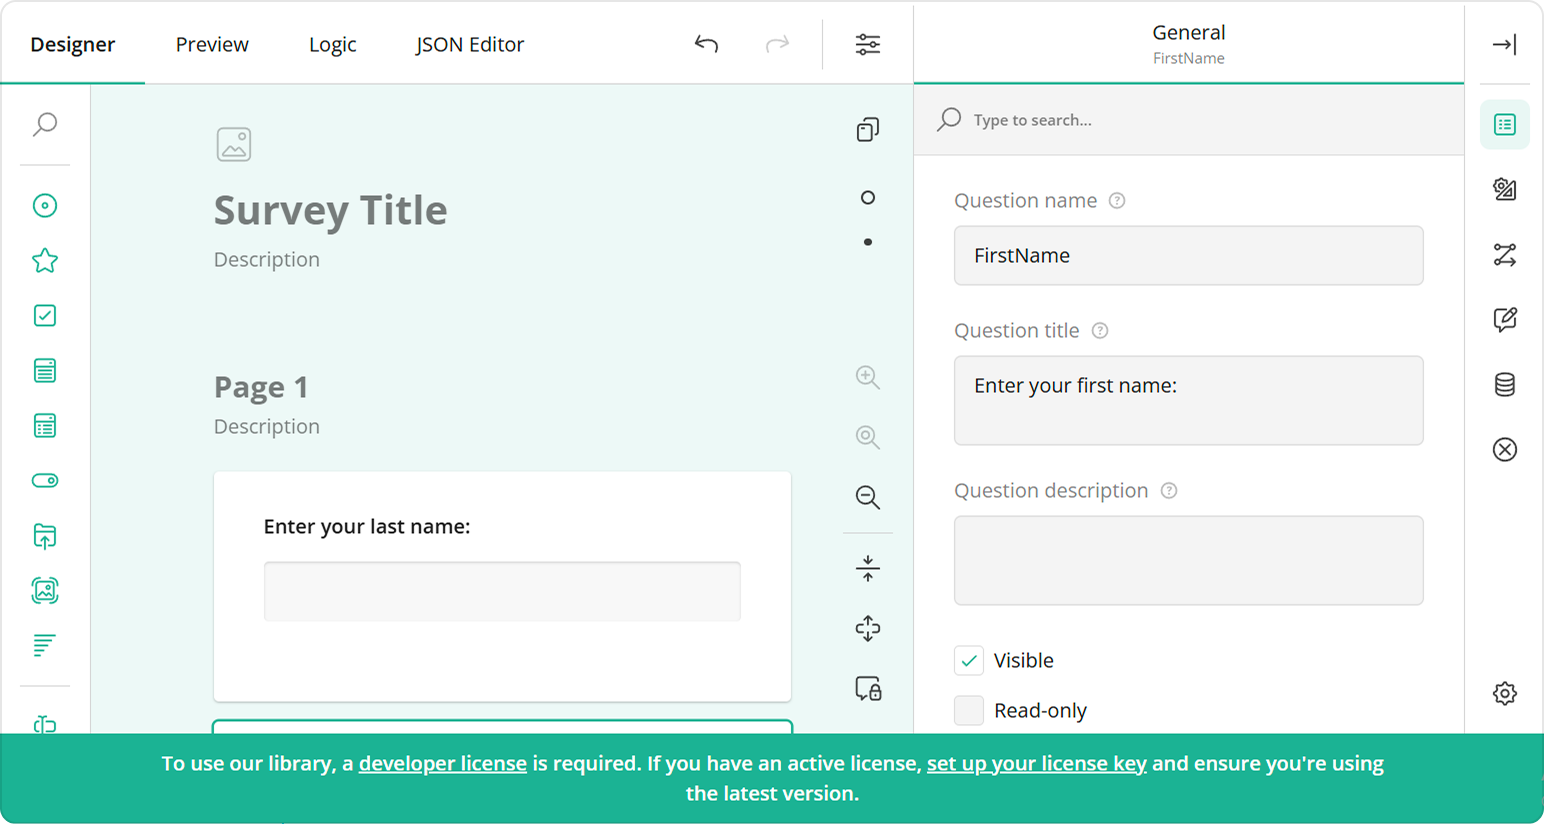 Designer Preview Logic JSON Editor
General
FirstName
Type to search...
Survey Title
Description
Page 1
Description
Enter your last name:
Question name
FirstName
Question title
Enter your first name:
Question description
Visible
Read-only
To use our library, a developer license is required. If you have an active license, set up your license key and ensure you're using
the latest version.